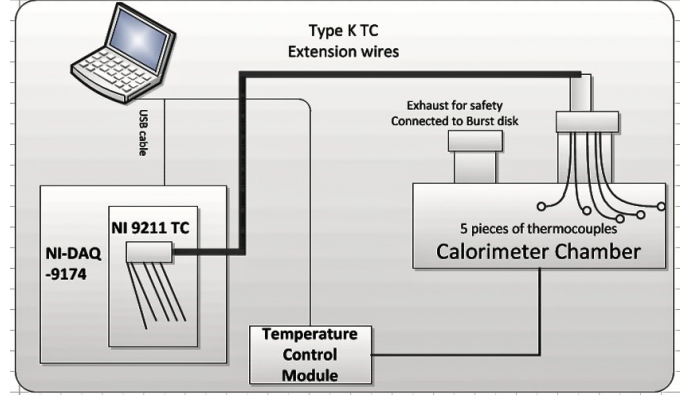 Type K TC
Extension wires
Exhaust for safety
Connected to Burst disk
USB cable
NI 9211 TC
NI-DAQ
-9174
5 pieces of thermocouples
Calorimeter Chamber
Temperature
Control
Module